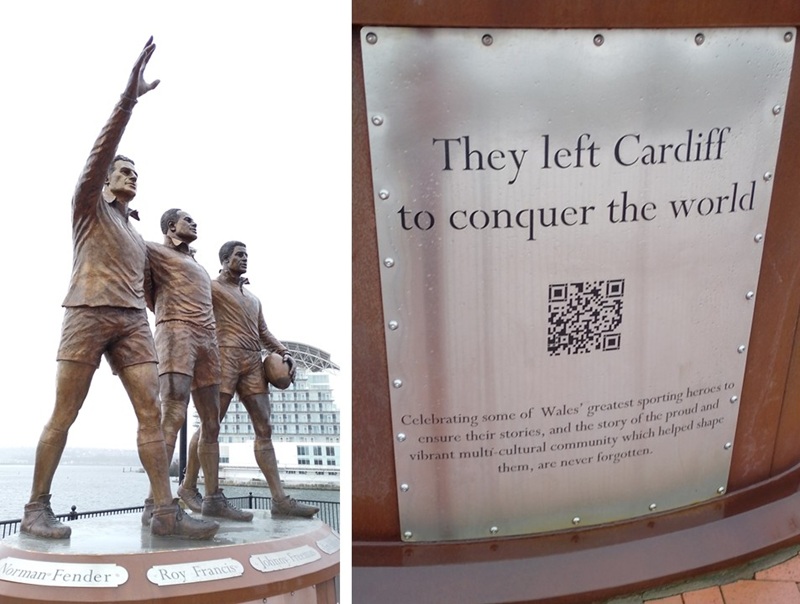 Norman Fender
Roy Francis
Johnny Freeman
They left Cardiff
to conquer the world
Celebrating some of Wales' greatest sporting heroes to
ensure their stories, and the story of the proud and
vibrant multi-cultural community which helped shape
them, are never forgotten.